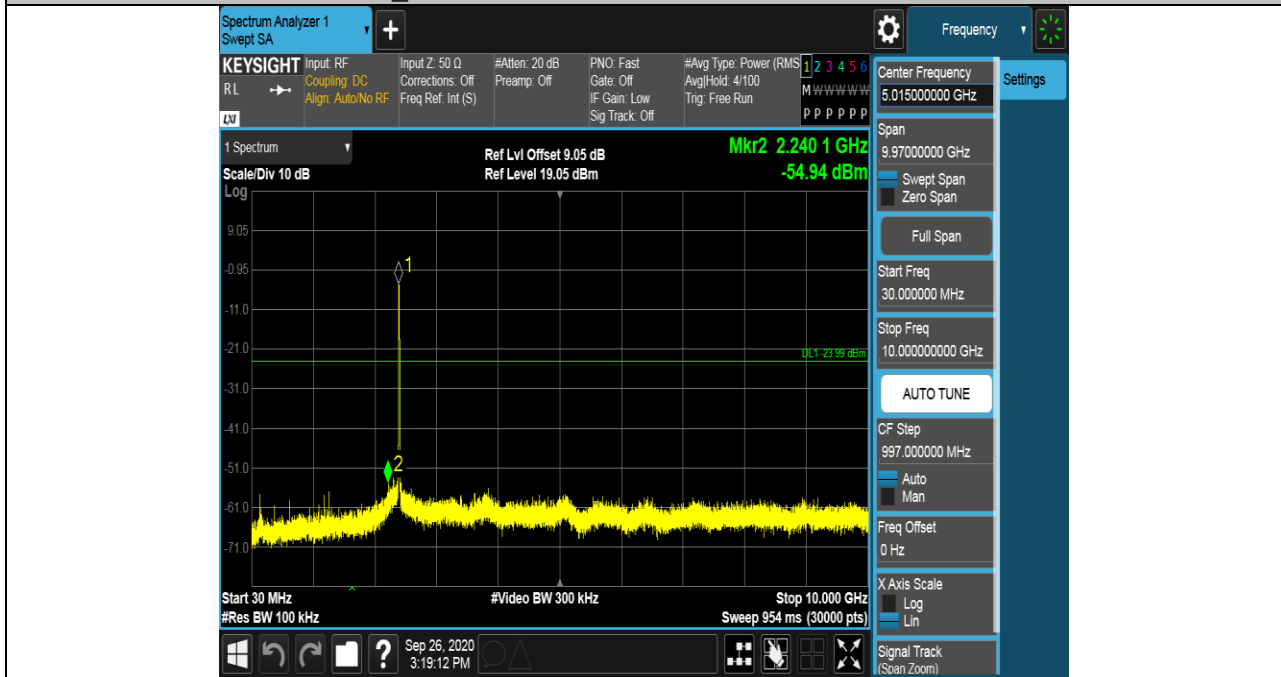 Spectrum Analyzer 1
Swept SA
+
Frequency
KEYSIGHT
RL
LXI
Input: RF
Coupling: DC
Align: Auto/No RF
Input Z: 50 Ω
Corrections: Off
Freq Ref: Int (S)
#Atten: 20 dB
Preamp: Off
PNO: Fast
Gate: Off
IF Gain: Low
Sig Track: Off
#Avg Type: Power (RMS
Avg|Hold: 4/100
Trig: Free Run
1 2 3 4 5 6
M W W W W W
P P P P P P
1 Spectrum
Scale/Div 10 dB
Log
Ref Lvl Offset 9.05 dB
Ref Level 19.05 dBm
Mkr2 2.240 1 GHz
-54.94 dBm
9.05
-0.95
-11.0
-21.0
-31.0
-41.0
-51.0
-61.0
-71.0
1
DL1 -23.99 dBm
2
Start 30 MHz
#Res BW 100 kHz
#Video BW 300 kHz
Stop 10.000 GHz
Sweep 954 ms (30000 pts)
?
Sep 26, 2020
3:19:12 PM
Center Frequency
5.015000000 GHz
Span
9.97000000 GHz
Swept Span
Zero Span
Full Span
Start Freq
30.000000 MHz
Stop Freq
10.000000000 GHz
AUTO TUNE
CF Step
997.000000 MHz
Auto
Man
Freq Offset
0 Hz
X Axis Scale
Log
Lin
Signal Track
(Span Zoom)
Settings